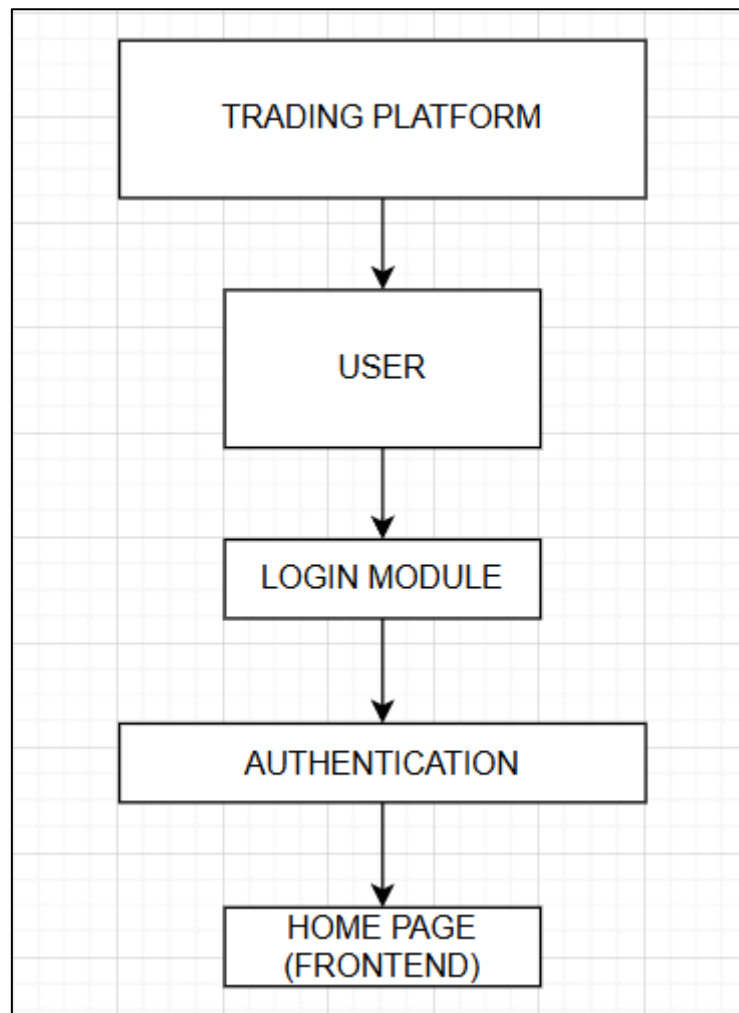 TRADING PLATFORM
USER
LOGIN MODULE
AUTHENTICATION
HOME PAGE
(FRONTEND)